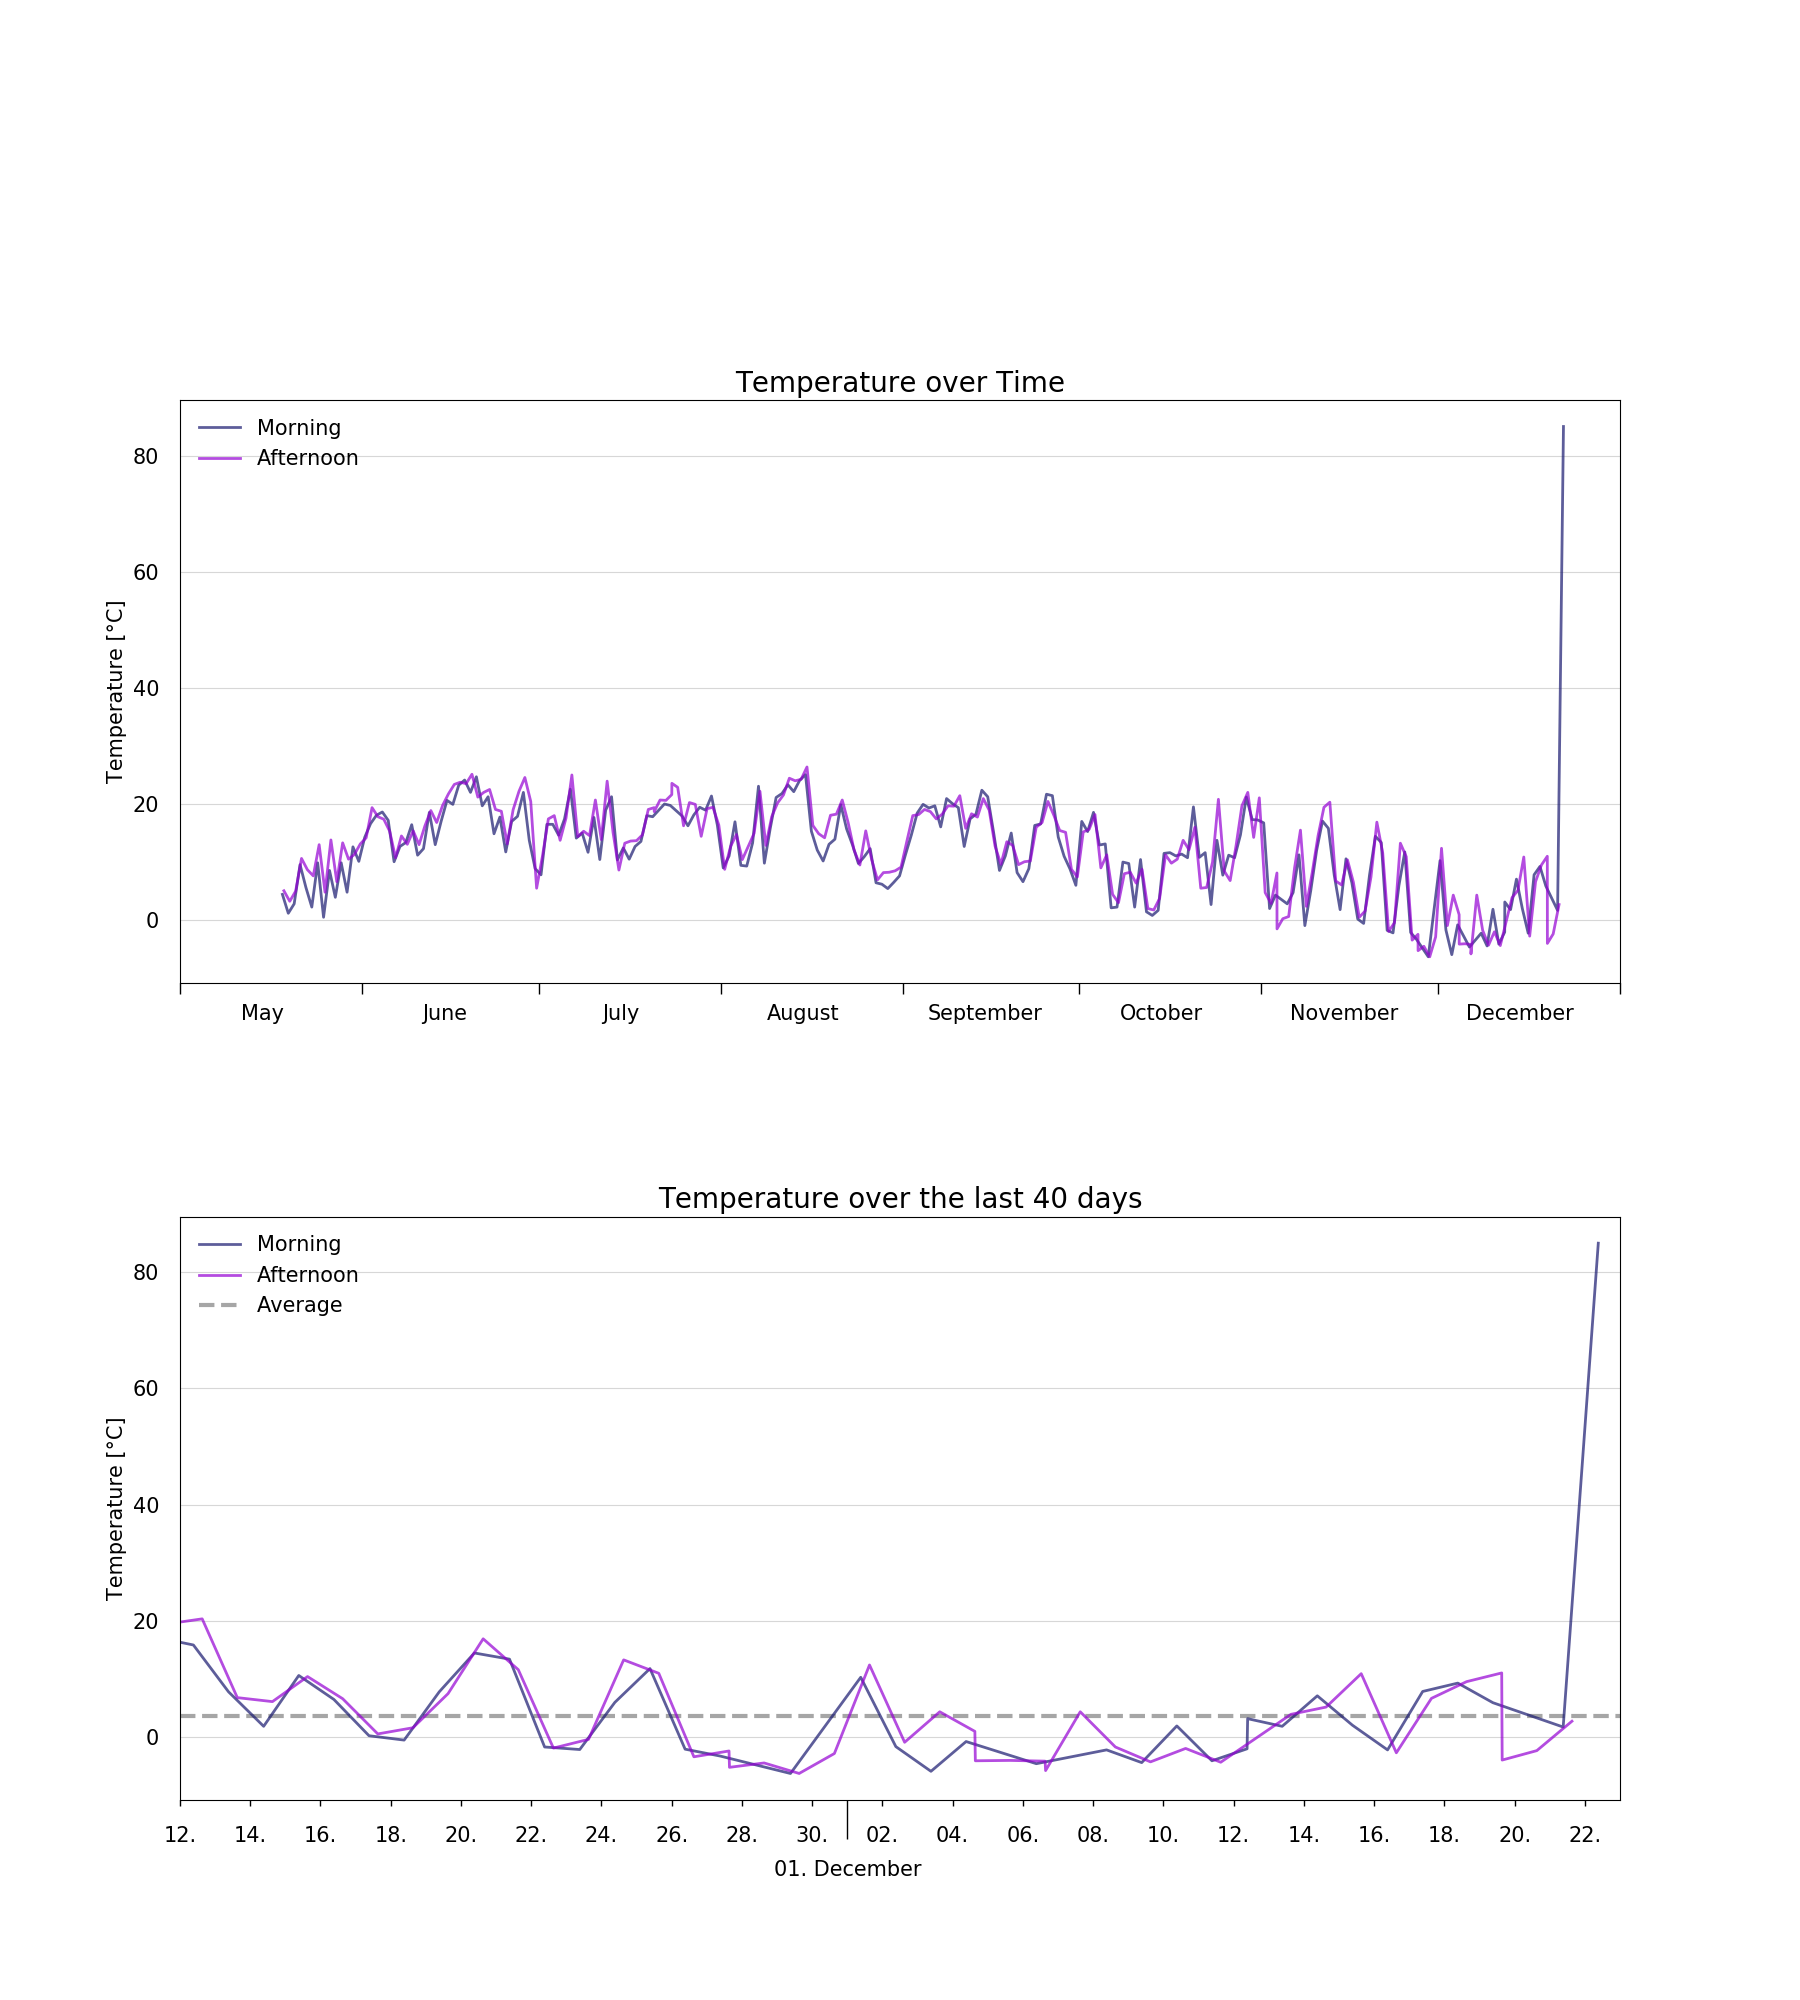 Temperature over Time
Morning
Afternoon
80
60
40
20
0
Temperature [°C]
May June July August September October November December
Temperature over the last 40 days
Morning
Afternoon
Average
80
60
40
20
0
Temperature [°C]
12. 14. 16. 18. 20. 22. 24. 26. 28. 30. 02. 04. 06. 08. 10. 12. 14. 16. 18. 20. 22.
01. December